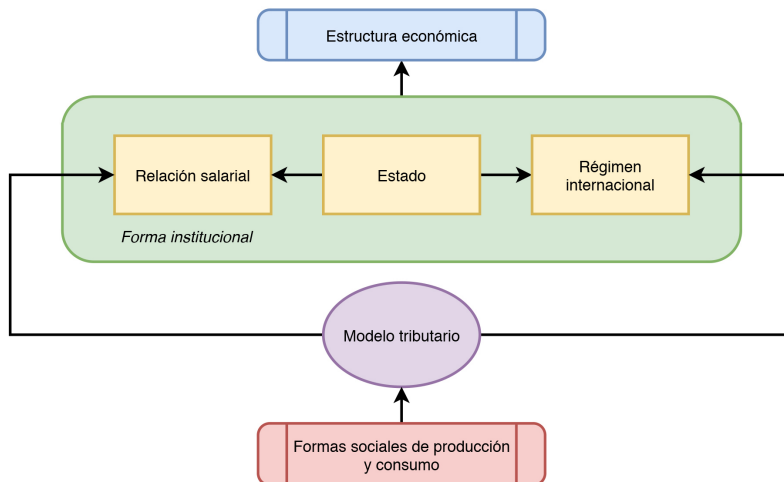 Estructura económica
Relación salarial
Estado
Régimen
internacional
Forma institucional
Modelo tributario
Formas sociales de producción
y consumo